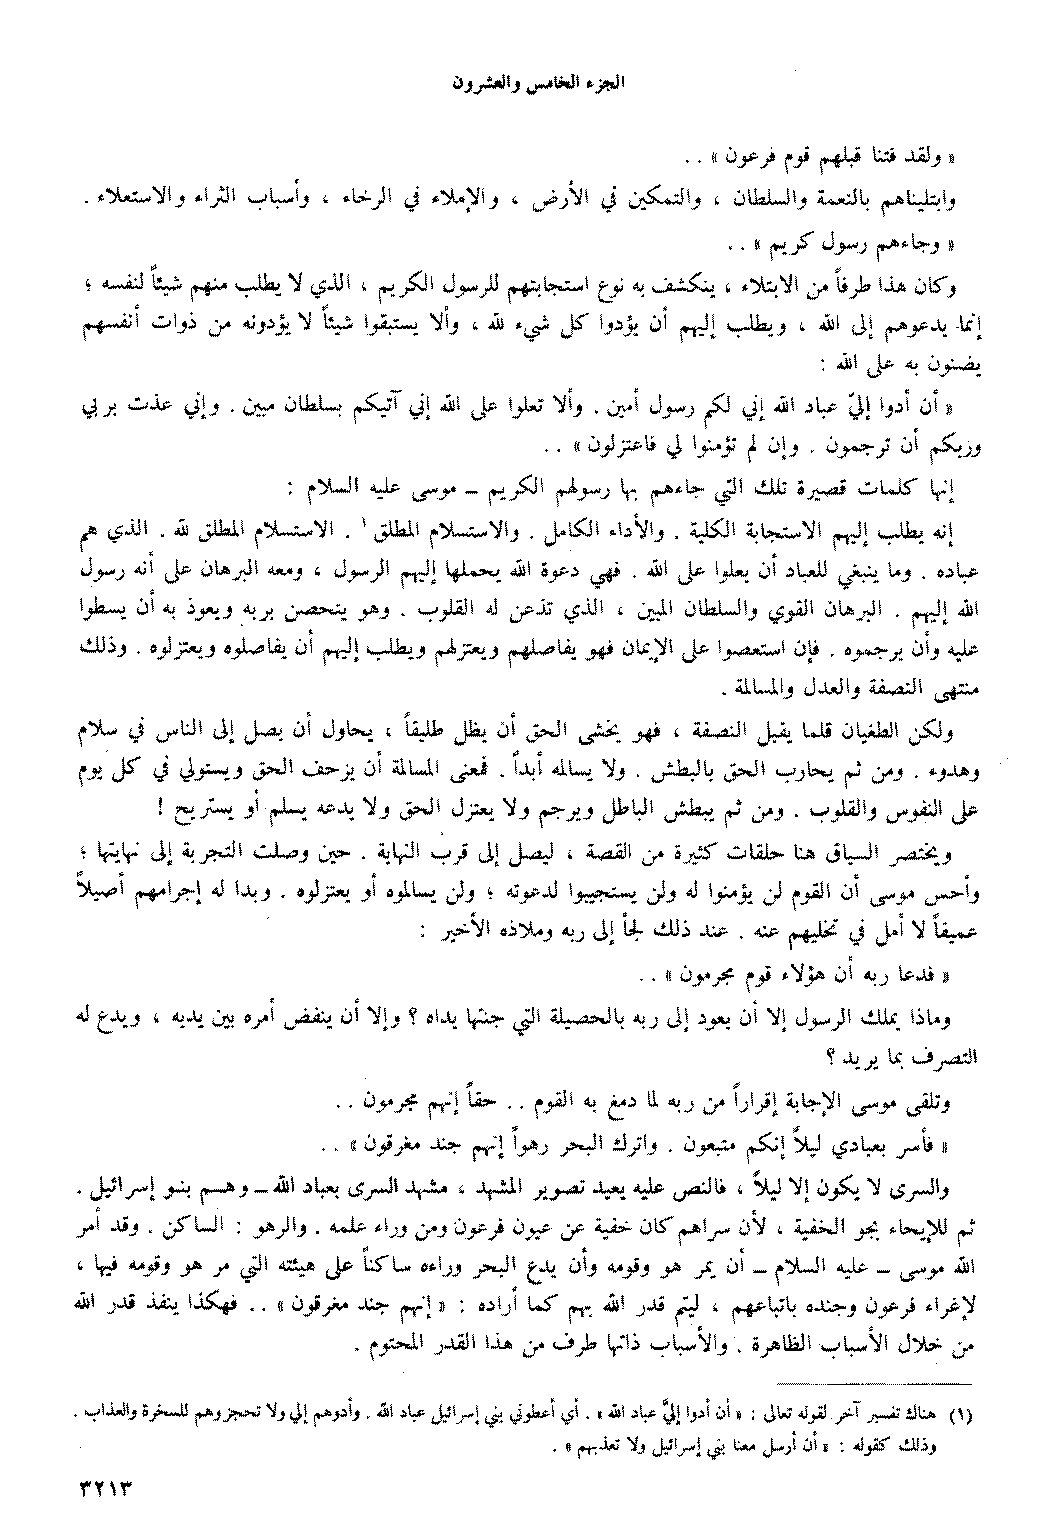 الجزء الخامس والعشرون
« ولقد فتنا قبلهم قوم فرعون » . .
وابتليناهم بالنعمة والسلطان ، والتمكين في الأرض ، والإملاء في الرخاء ، وأسباب الثراء والاستعلاء .
« وجاءهم رسول كريم » . .
وكان هذا طرفاً من الابتلاء ، ينكشف به نوع استجابتهم للرسول الكريم ، الذي لا يطلب منهم شيئاً لنفسه ؛
إنما يدعوهم إلى الله ، ويطلب إليهم أن يؤدوا كل شيء لله ، وألا يستبقوا شيئاً لا يؤدونه من ذوات أنفسهم
يضنون به على الله :
« أن أدوا إليّ عباد الله إني لكم رسول أمين . وألا تعلوا على الله إني آتيكم بسلطان مبين . وإني عذت بربي
وربكم أن ترجمون . وإن لم تؤمنوا لي فاعتزلون » . .
إنها كلمات قصيرة تلك التي جاءهم بها رسولهم الكريم ـ موسى عليه السلام :
إنه يطلب إليهم الاستجابة الكلية . والأداء الكامل . والاستسلام المطلق ١ . الاستسلام المطلق لله . الذي هم
عباده . وما ينبغي للعباد أن يعلوا على الله . فهي دعوة الله يحملها إليهم الرسول ، ومعه البرهان على أنه رسول
الله إليهم . البرهان القوي والسلطان المبين ، الذي تذعن له القلوب . وهو يتحصن بربه ويعوذ به أن يسطوا
عليه وأن يرجموه . فإن استعصوا على الإيمان فهو يفاصلهم ويعتزلهم ويطلب إليهم أن يفاصلوه ويعتزلوه . وذلك
منتهى النصفة والعدل والمسالمة .
ولكن الطغيان قلما يقبل النصفة ، فهو يخشى الحق أن يظل طليقاً ، يحاول أن يصل إلى الناس في سلام
وهدوء . ومن ثم يحارب الحق بالبطش . ولا يسالمه أبداً . فمعنى المسالمة أن يزحف الحق ويستولي في كل يوم
على النفوس والقلوب . ومن ثم يبطش الباطل ويرجم ولا يعتزل الحق ولا يدعه يسلم أو يستريح !
ويختصر السياق هنا حلقات كثيرة من القصة ، ليصل إلى قرب النهاية . حين وصلت التجربة إلى نهايتها ؛
وأحس موسى أن القوم لن يؤمنوا له ولن يستجيبوا لدعوته ؛ ولن يسالموه أو يعتزلوه . وبدا له إجرامهم أصيلاً
عميقاً لا أمل في تخليهم عنه . عند ذلك لجأ إلى ربه وملاذه الأخير :
« فدعا ربه أن هؤلاء قوم مجرمون » . .
وماذا يملك الرسول إلا أن يعود إلى ربه بالحصيلة التي جنتها يداه ؟ وإلا أن ينفض أمره بين يديه ، ويدع له
التصرف بما يريد ؟
وتلقى موسى الإجابة إقراراً من ربه لما دمغ به القوم . . حقاً إنهم مجرمون . .
« فأسر بعبادي ليلاً إنكم متبعون . واترك البحر رهواً إنهم جند مغرقون » . .
والسرى لا يكون إلا ليلاً ، فالنص عليه يعيد تصوير المشهد ، مشهد السرى بعباد الله ـ وهم بنو إسرائيل .
ثم للإيحاء بجو الخفية ، لأن سراهم كان خفية عن عيون فرعون ومن وراء علمه . والرهو : الساكن . وقد أمر
الله موسى ـ عليه السلام ـ أن يمر هو وقومه وأن يدع البحر وراءه ساكناً على هيئته التي مر هو وقومه فيها ،
لإغراء فرعون وجنده باتباعهم ، ليتم قدر الله بهم كما أراده : « إنهم جند مغرقون » . . فهكذا ينفذ قدر الله
من خلال الأسباب الظاهرة . والأسباب ذاتها طرف من هذا القدر المحتوم .
(١) هناك تفسير آخر لقوله تعالى : « أن أدوا إليَّ عباد الله » . أي أعطوني بني إسرائيل عباد الله . وأدوهم إلي ولا تحجزوهم للسخرة والعذاب .
وذلك كقوله : « أن أرسل معنا بني إسرائيل ولا تعذبهم » .
٣٢١٣